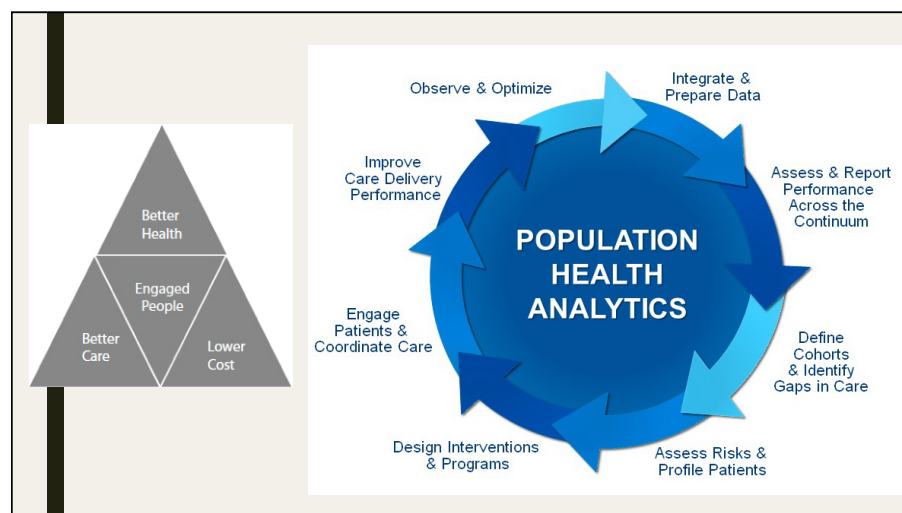 Better
Health
Engaged
People
Better
Care
Lower
Cost
POPULATION
HEALTH
ANALYTICS
Integrate &
Prepare Data
Assess & Report
Performance
Across the
Continuum
Define
Cohorts
& Identify
Gaps in Care
Assess Risks &
Profile Patients
Design Interventions
& Programs
Engage
Patients &
Coordinate Care
Improve
Care Delivery
Performance
Observe & Optimize